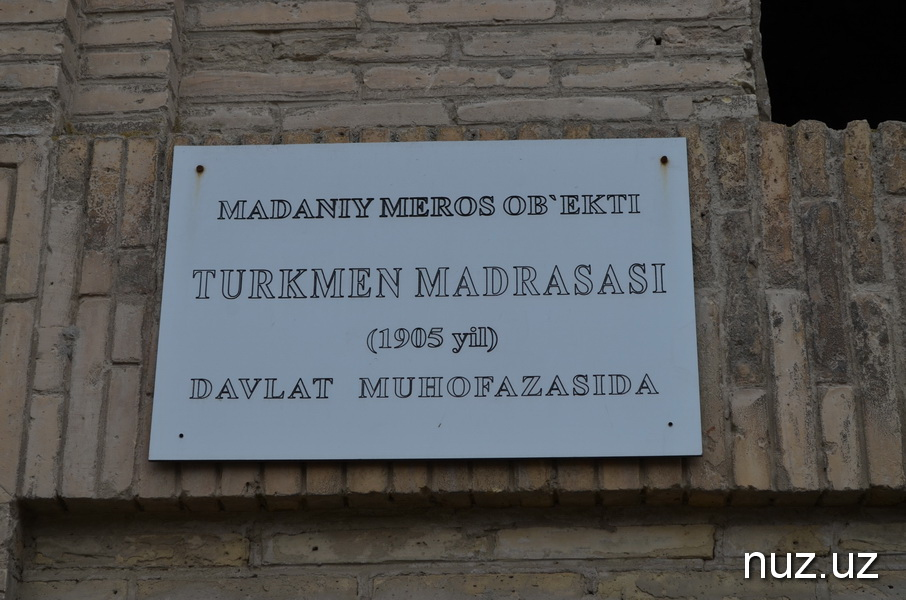 MADANIY MEROS OB`EKTI
TURKMEN MADRASASI
(1905 yil)
DAVLAT MUHOFAZASIDA
nuz.uz